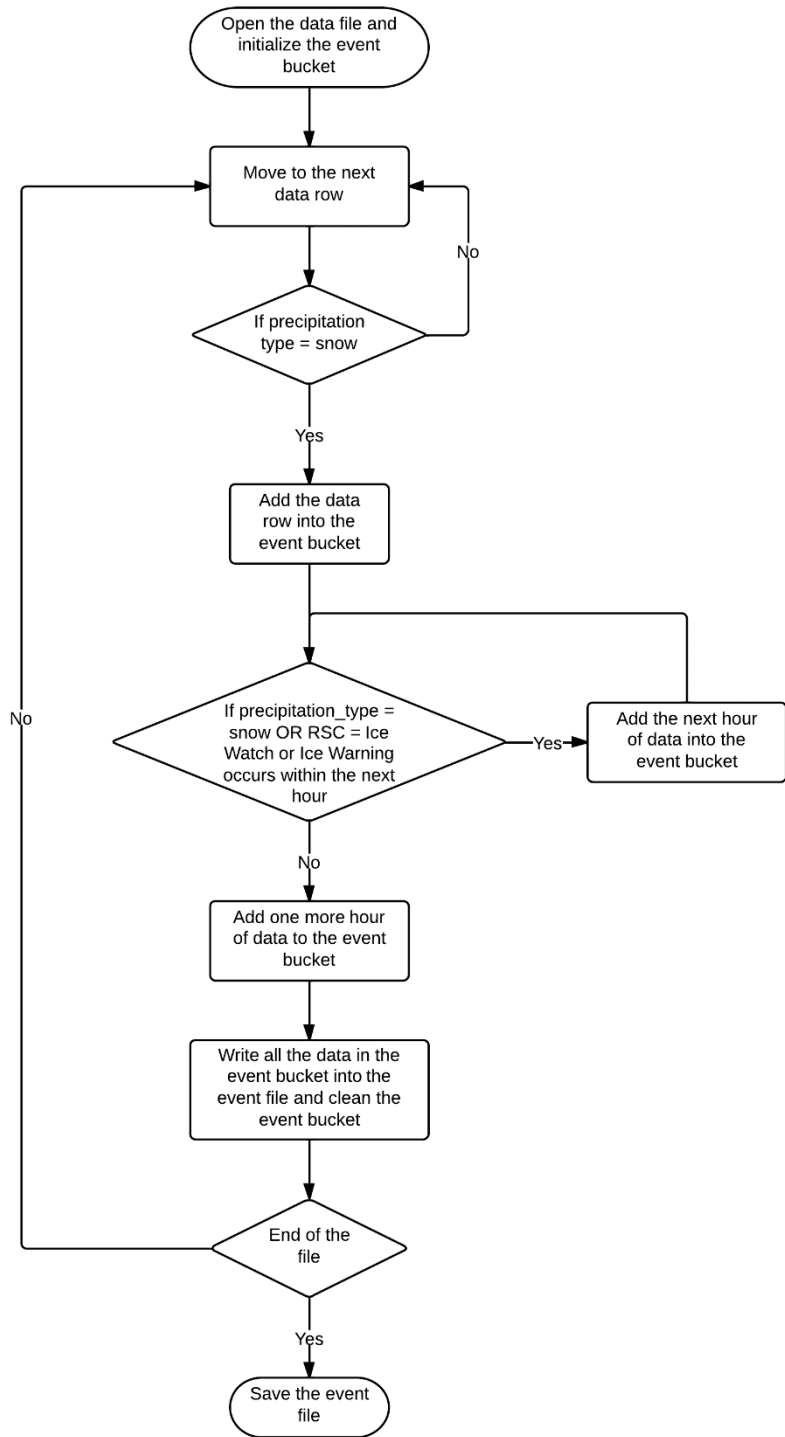 Open the data file and
initialize the event
bucket
Move to the next
data row
No
If precipitation
type = snow
Yes
Add the data
row into the
event bucket
No
If precipitation_type =
snow OR RSC = Ice
Watch or Ice Warning
occurs within the next
hour
Yes
Add the next hour
of data into the
event bucket
No
Add one more hour
of data to the event
bucket
Write all the data in the
event bucket into the
event file and clean the
event bucket
End of the
file
Yes
Save the event
file